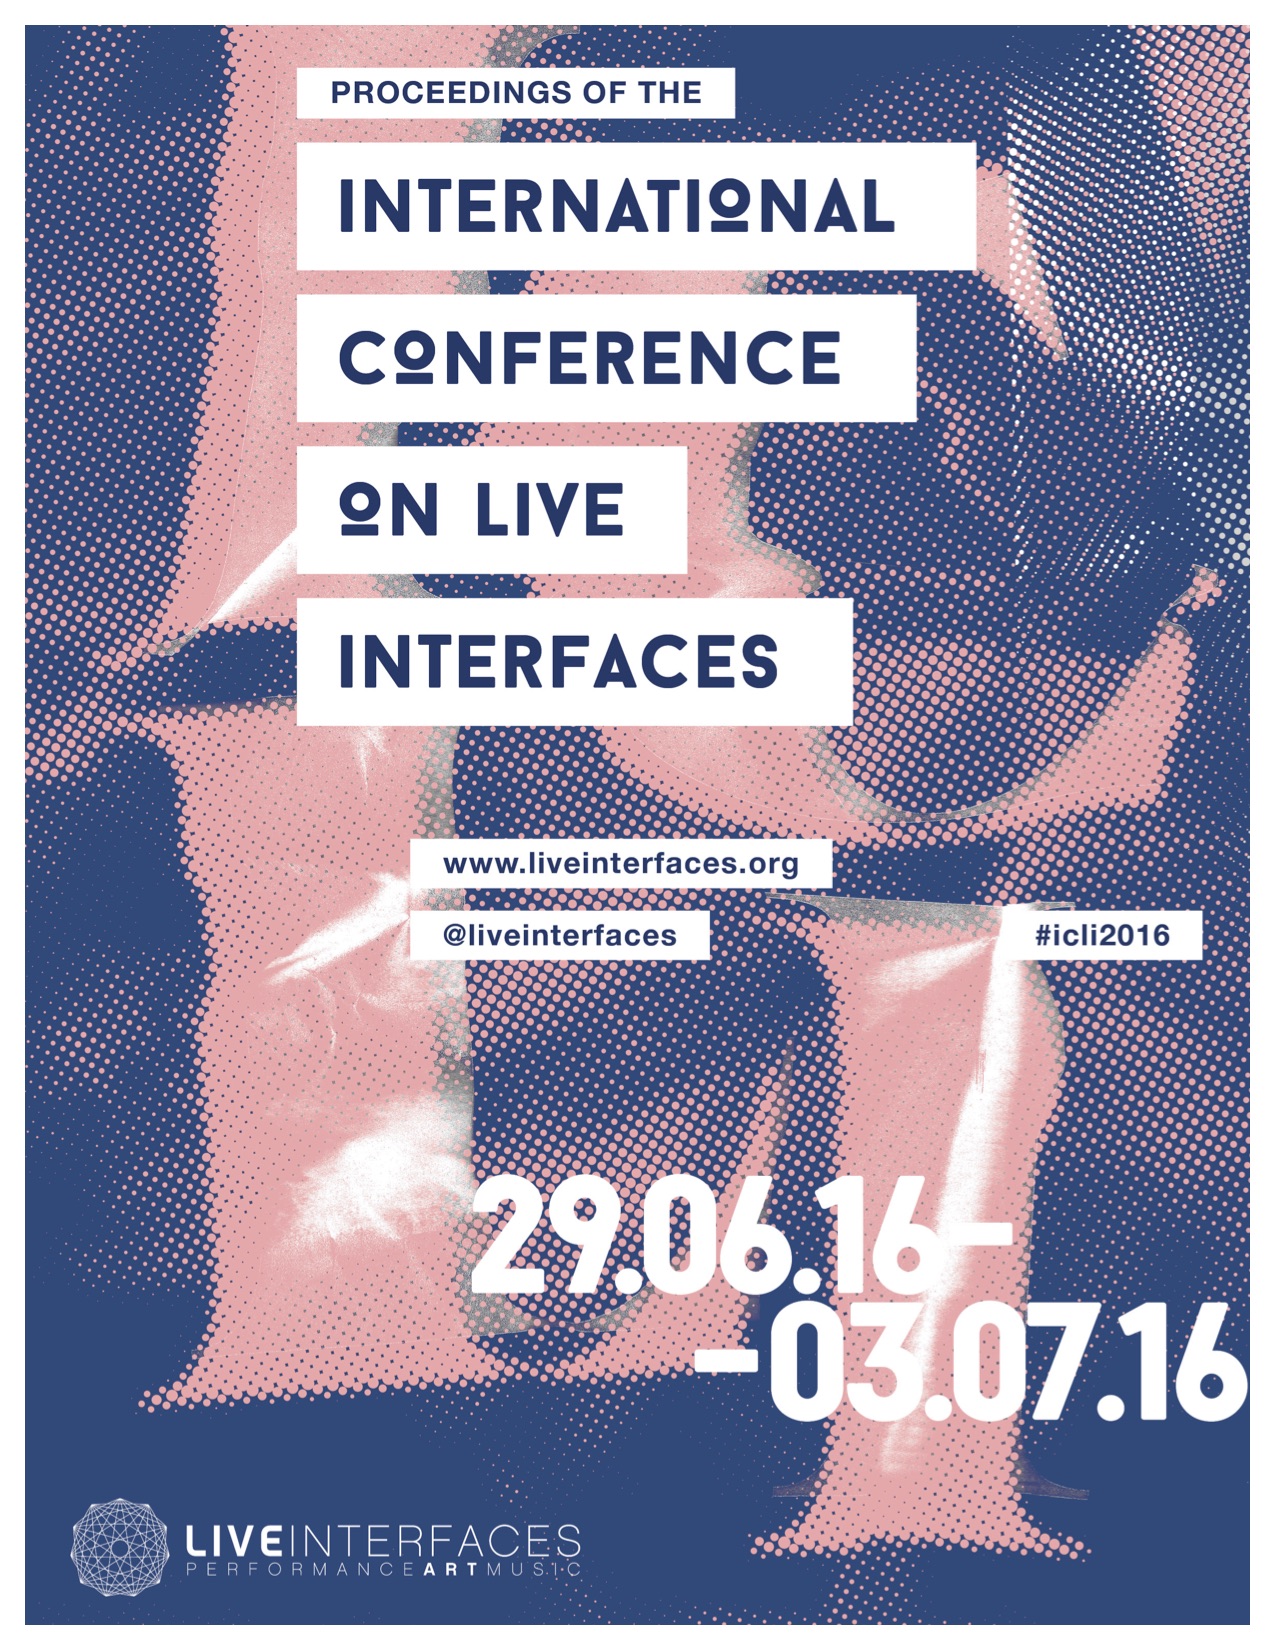 PROCEEDINGS OF THE
INTERNATIONAL
CONFERENCE
ON LIVE
INTERFACES
www.liveinterfaces.org
@liveinterfaces
#icli2016
29.06.16–
–03.07.16
LIVEINTERFACES
PERFORMANCEARTMUSIC